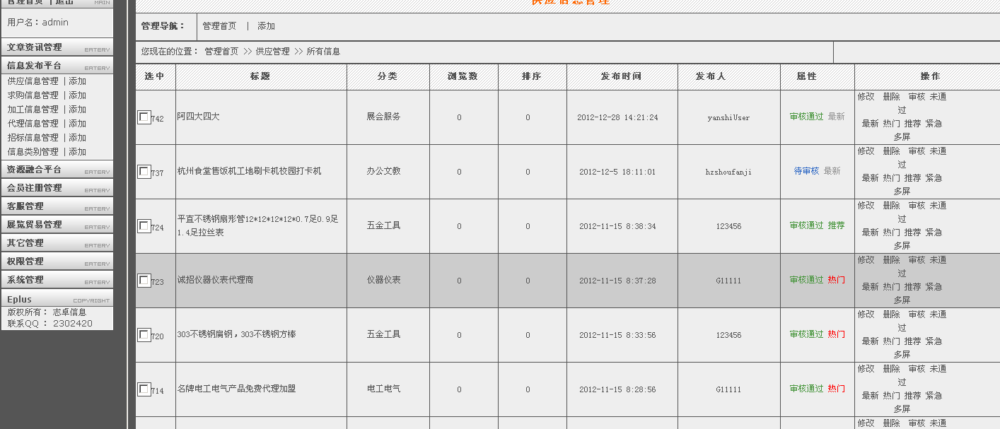 管理首页 | 退出 MAIN
用户名：admin
文章资讯管理 EATERY
信息发布平台 EATERY
供应信息管理 | 添加
求购信息管理 | 添加
加工信息管理 | 添加
代理信息管理 | 添加
招标信息管理 | 添加
信息类别管理 | 添加
资源融合平台 EATERY
会员注册管理 EATERY
客服管理 EATERY
展览贸易管理 EATERY
其它管理 EATERY
权限管理 EATERY
系统管理 EATERY
Eplus COPYRIGHT
版权所有： 志卓信息
联系QQ ： 2302420
供应信息管理
管理导航： 管理首页 | 添加
您现在的位置： 管理首页 >> 供应管理 >> 所有信息
选中 标题 分类 浏览数 排序 发布时间 发布人 属性 操作
742 阿四大四大 展会服务 0 0 2012-12-28 14:21:24 yanshiUser 审核通过 最新
修改 删除 审核 未通
过
最新 热门 推荐 紧急
多屏
737 杭州食堂售饭机工地刷卡机校园打卡机 办公文教 0 0 2012-12-5 18:11:01 hzshoufanji 待审核 最新
修改 删除 审核 未通
过
最新 热门 推荐 紧急
多屏
724 平直不锈钢扇形管12*12*12*12*0.7足0.9足
1.4足拉丝表 五金工具 0 0 2012-11-15 8:38:34 123456 审核通过 推荐
修改 删除 审核 未通
过
最新 热门 推荐 紧急
多屏
723 诚招仪器仪表代理商 仪器仪表 0 0 2012-11-15 8:37:28 G11111 审核通过 热门
修改 删除 审核 未通
过
最新 热门 推荐 紧急
多屏
720 303不锈钢扁钢，303不锈钢方棒 五金工具 0 0 2012-11-15 8:33:56 123456 审核通过 热门
修改 删除 审核 未通
过
最新 热门 推荐 紧急
多屏
714 名牌电工电气产品免费代理加盟 电工电气 0 0 2012-11-15 8:28:56 G11111 审核通过 热门
修改 删除 审核 未通
过
最新 热门 推荐 紧急
多屏
修改 删除 审核 未通